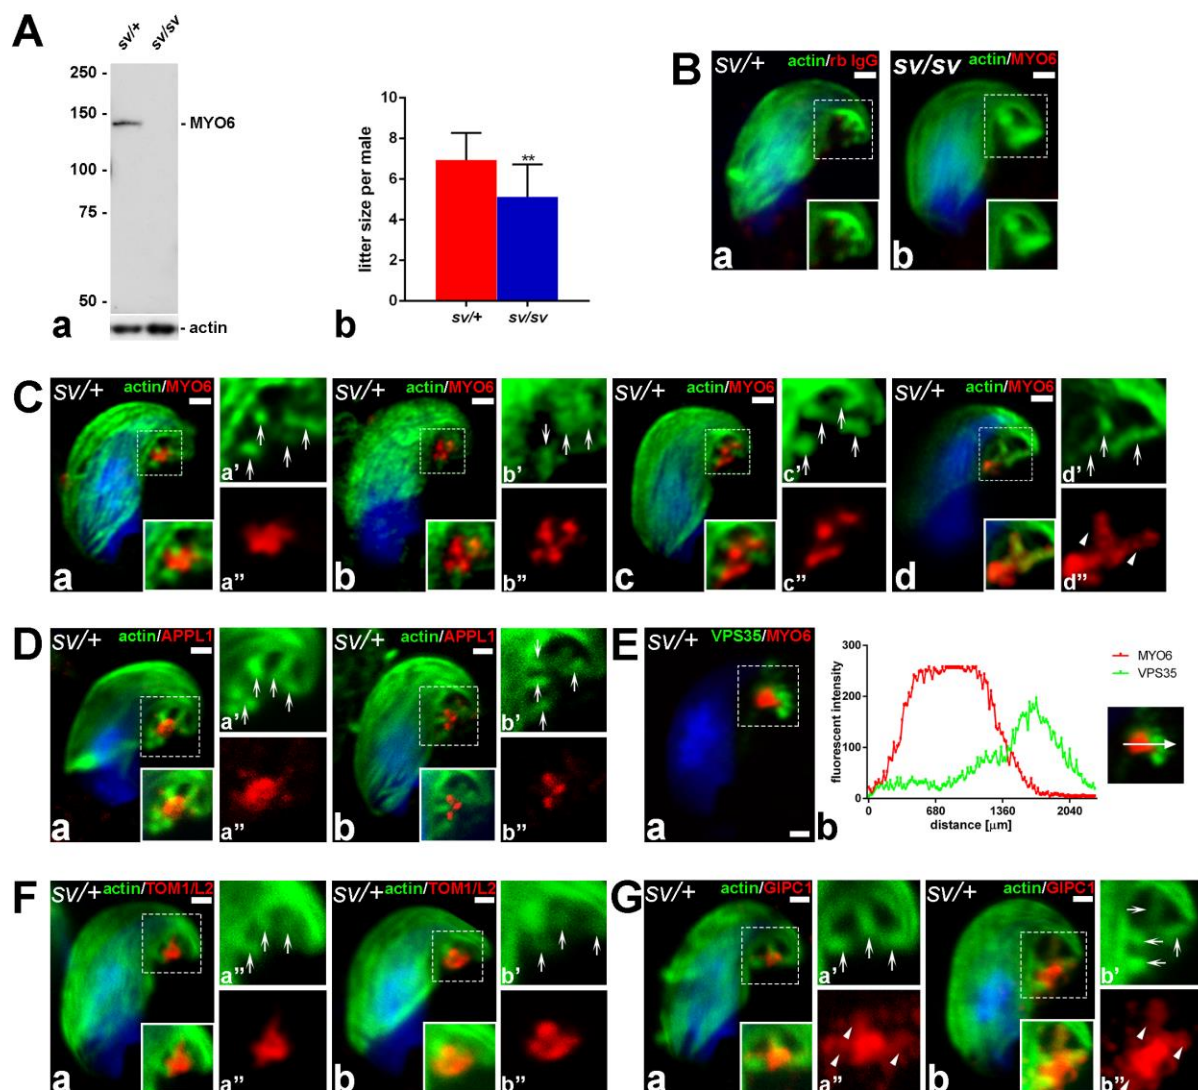 A
sv/+ sv/sv
250 -
150 -
- MYO6
100 -
75 -
50 -
- actin
a
10
8
6
4
2
0
litter size per male
**
sv/+ sv/sv
b
B
sv/+ actin/rb IgG
a
sv/sv actin/MYO6
b
C
sv/+ actin/MYO6
a
a'
a''
sv/+ actin/MYO6
b
b'
b''
sv/+ actin/MYO6
c
c'
c''
sv/+ actin/MYO6
d
d'
d''
D
sv/+ actin/APPL1
a
a'
a''
sv/+ actin/APPL1
b
b'
b''
E
sv/+ VPS35/MYO6
a
300
200
100
0
fluorescent intensity
MYO6
VPS35
0 680 1360 2040
distance [μm]
b
F
sv/+ actin/TOM1/L2
a
a''
a''
sv/+ actin/TOM1/L2
b
b'
b''
G
sv/+ actin/GIPC1
a
a'
a''
sv/+ actin/GIPC1
b
b'
b''